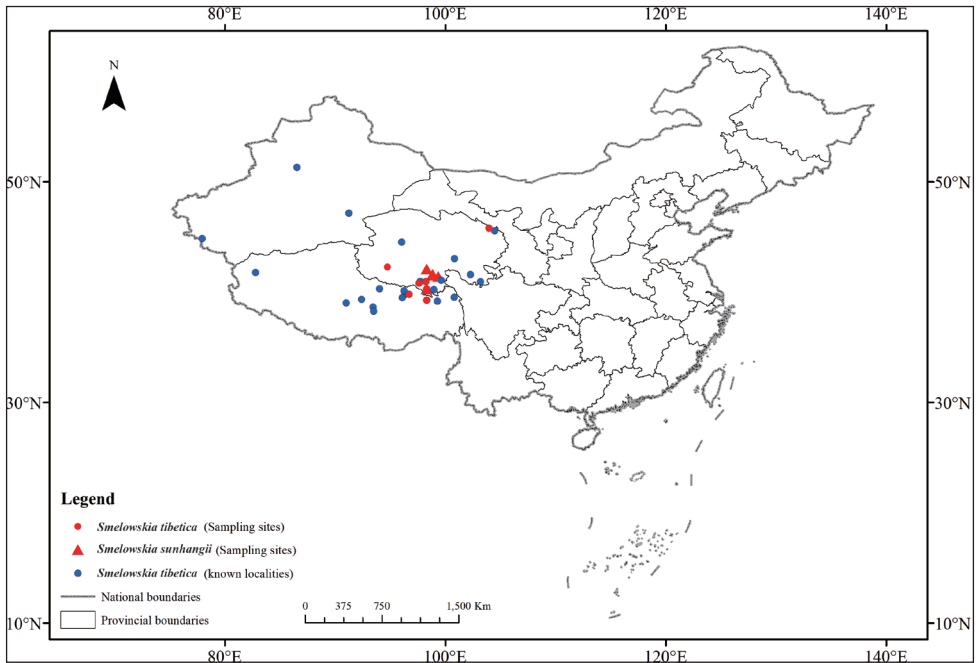 80°E 100°E 120°E 140°E
N
50°N 50°N
30°N 30°N
Legend
Smelowskia tibetica (Sampling sites)
Smelowskia sunhangii (Sampling sites)
Smelowskia tibetica (known localities)
National boundaries
Provincial boundaries
0 375 750 1,500 Km
10°N 10°N
80°E 100°E 120°E 140°E